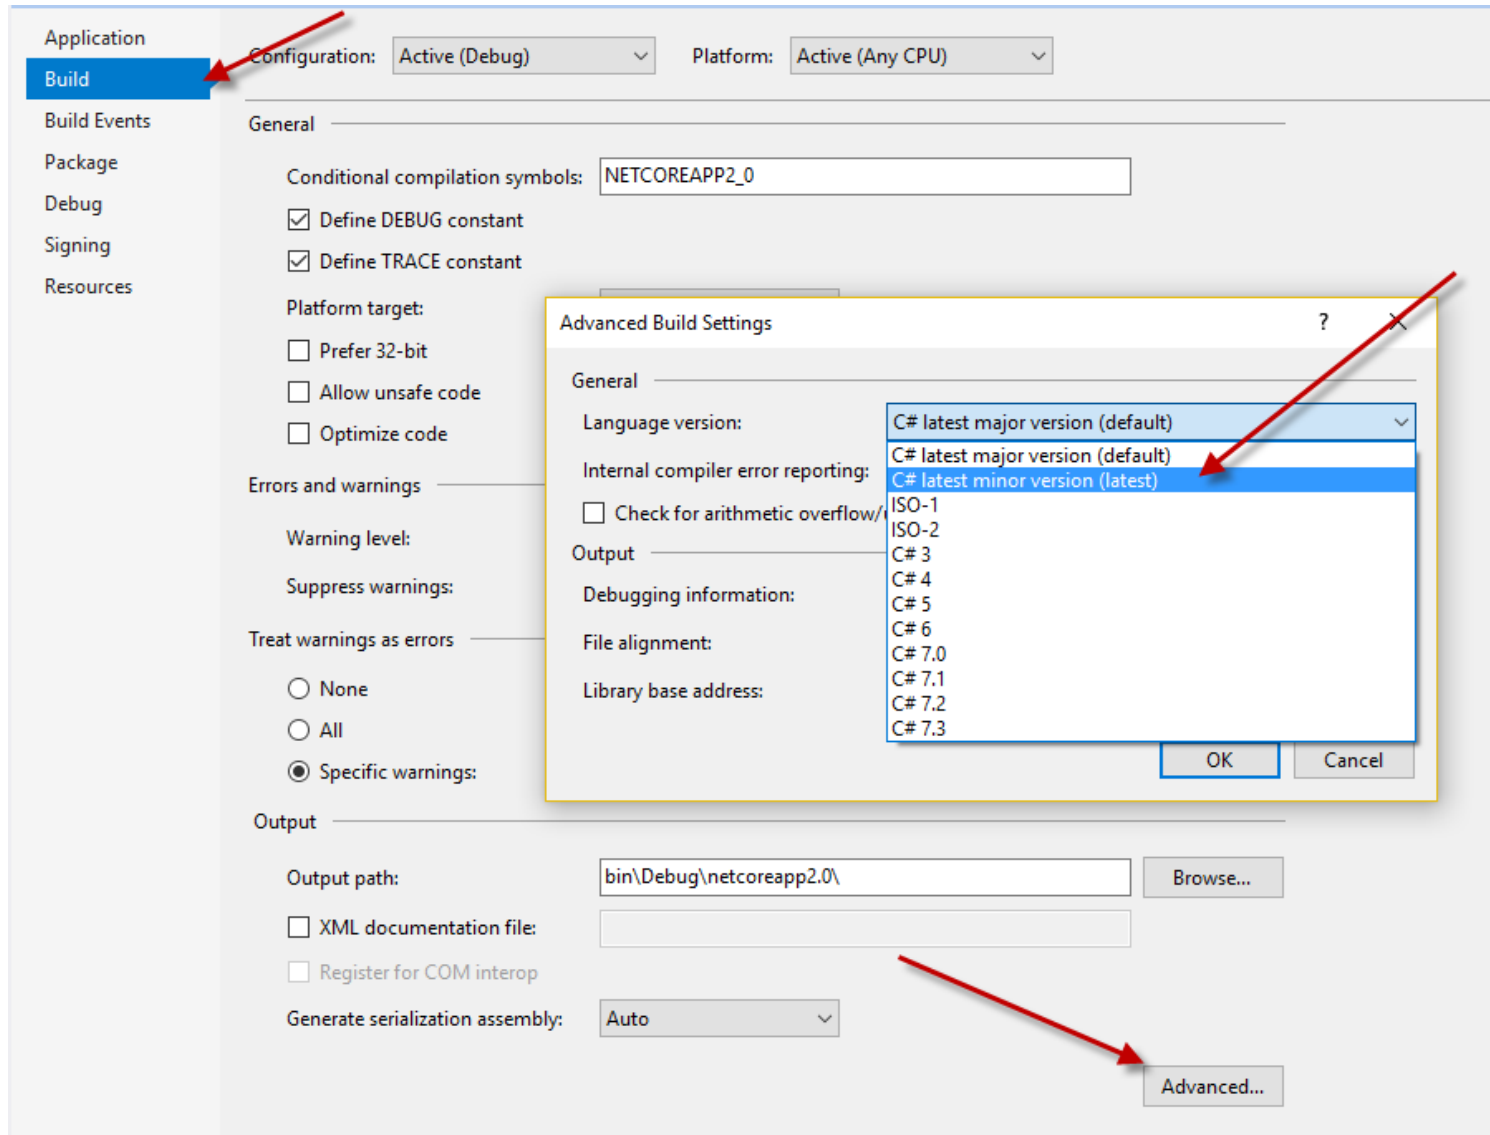 Application
Build
Build Events
Package
Debug
Signing
Resources
Configuration: Active (Debug) Platform: Active (Any CPU)
General
Conditional compilation symbols: NETCOREAPP2_0
Define DEBUG constant
Define TRACE constant
Platform target:
Prefer 32-bit
Allow unsafe code
Optimize code
Errors and warnings
Warning level:
Suppress warnings:
Treat warnings as errors
None
All
Specific warnings:
Advanced Build Settings ?
General
Language version: C# latest major version (default)
C# latest major version (default)
C# latest minor version (latest)
ISO-1
ISO-2
C# 3
C# 4
C# 5
C# 6
C# 7.0
C# 7.1
C# 7.2
C# 7.3
Internal compiler error reporting:
Check for arithmetic overflow/
Output
Debugging information:
File alignment:
Library base address:
OK Cancel
Output
Output path: bin\Debug\netcoreapp2.0\ Browse...
XML documentation file:
Register for COM interop
Generate serialization assembly: Auto
Advanced...